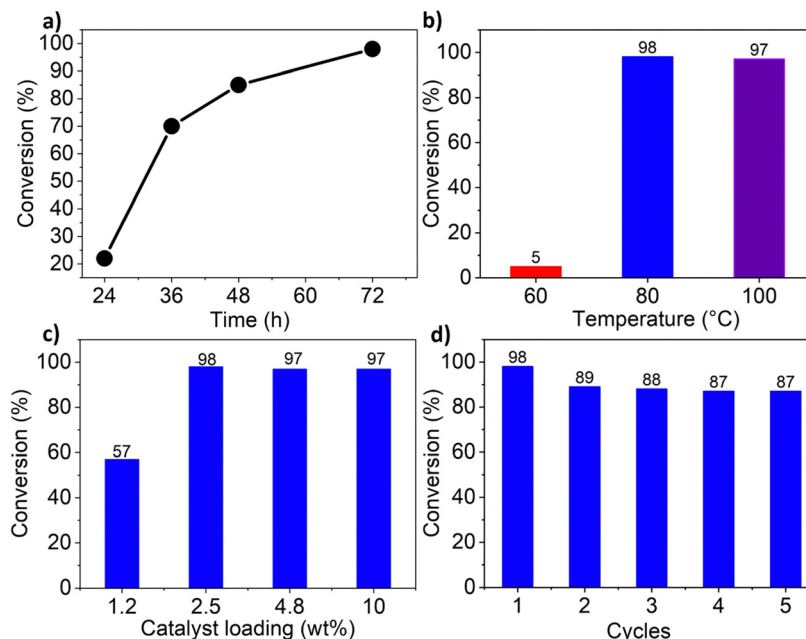 a)
100
90
80
70
60
50
40
30
20
24 36 48 60 72
Time (h)
Conversion (%)
b)
100
80
60
40
20
0
5 98 97
60 80 100
Temperature (°C)
Conversion (%)
c)
100
80
60
40
20
0
57 98 97 97
1.2 2.5 4.8 10
Catalyst loading (wt%)
Conversion (%)
d)
100
80
60
40
20
0
98 89 88 87 87
1 2 3 4 5
Cycles
Conversion (%)